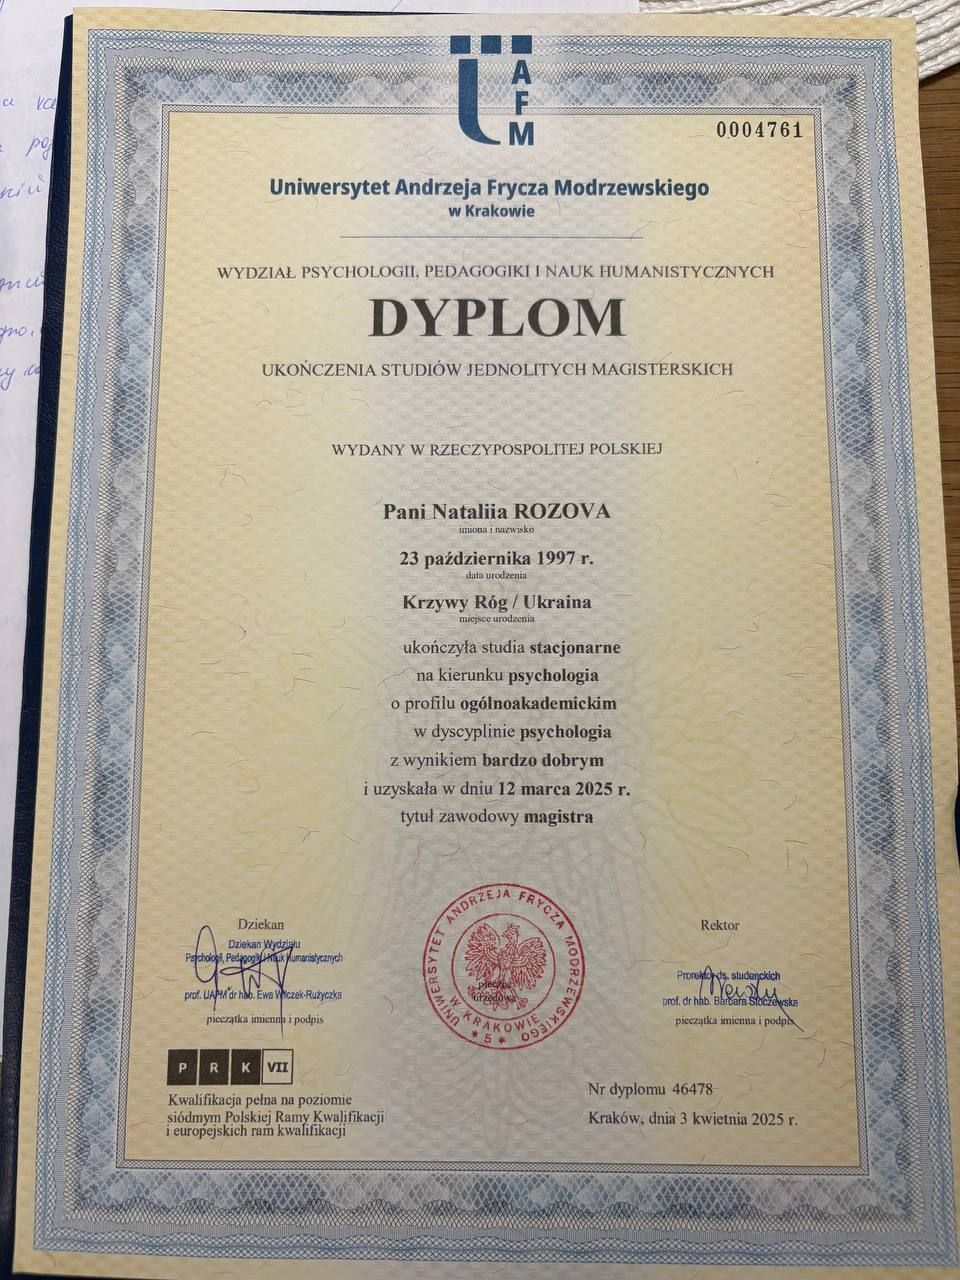 AFM
0004761
Uniwersytet Andrzeja Frycza Modrzewskiego
w Krakowie
WYDZIAŁ PSYCHOLOGII, PEDAGOGIKI I NAUK HUMANISTYCZNYCH
DYPLOM
UKOŃCZENIA STUDIÓW JEDNOLITYCH MAGISTERSKICH
WYDANY W RZECZYPOSPOLITEJ POLSKIEJ
Pani Nataliia ROZOVA
imiona i nazwisko
23 października 1997 r.
data urodzenia
Krzywy Róg / Ukraina
miejsce urodzenia
ukończyła studia stacjonarne
na kierunku psychologia
o profilu ogólnoakademickim
w dyscyplinie psychologia
z wynikiem bardzo dobrym
i uzyskała w dniu 12 marca 2025 r.
tytuł zawodowy magistra
Dziekan
Dziekan Wydziału
Psychologii, Pedagogiki i Nauk Humanistycznych
prof. UAFM dr hab. Ewa Wilczek-Rużyczka
pieczątka imienna i podpis
UNIWERSYTET ANDRZEJA FRYCZA MODRZEWSKIEGO
W KRAKOWIE
* 5 *
pieczęć
urzędowa
Rektor
Prorektor ds. studenckich
prof. dr hab. Barbara Stoczewska
pieczątka imienna i podpis
P R K VII
Kwalifikacja pełna na poziomie
siódmym Polskiej Ramy Kwalifikacji
i europejskich ram kwalifikacji
Nr dyplomu 46478
Kraków, dnia 3 kwietnia 2025 r.